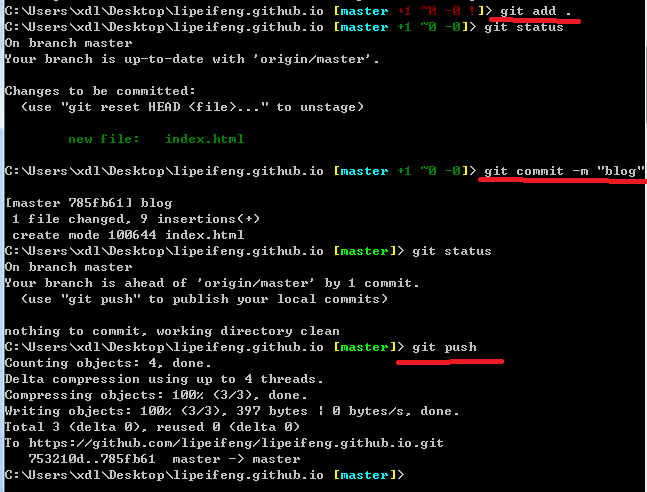 C:\Users\xdl\Desktop\lipeifeng.github.io [master +1 ~0 -0 !]> git add .
C:\Users\xdl\Desktop\lipeifeng.github.io [master +1 ~0 -0]> git status
On branch master
Your branch is up-to-date with 'origin/master'.
Changes to be committed:
(use "git reset HEAD <file>..." to unstage)
new file: index.html
C:\Users\xdl\Desktop\lipeifeng.github.io [master +1 ~0 -0]> git commit -m "blog"
[master 785fb61] blog
1 file changed, 9 insertions(+)
create mode 100644 index.html
C:\Users\xdl\Desktop\lipeifeng.github.io [master]> git status
On branch master
Your branch is ahead of 'origin/master' by 1 commit.
(use "git push" to publish your local commits)
nothing to commit, working directory clean
C:\Users\xdl\Desktop\lipeifeng.github.io [master]> git push
Counting objects: 4, done.
Delta compression using up to 4 threads.
Compressing objects: 100% (3/3), done.
Writing objects: 100% (3/3), 397 bytes | 0 bytes/s, done.
Total 3 (delta 0), reused 0 (delta 0)
To https://github.com/lipeifeng/lipeifeng.github.io.git
753210d..785fb61 master -> master
C:\Users\xdl\Desktop\lipeifeng.github.io [master]>